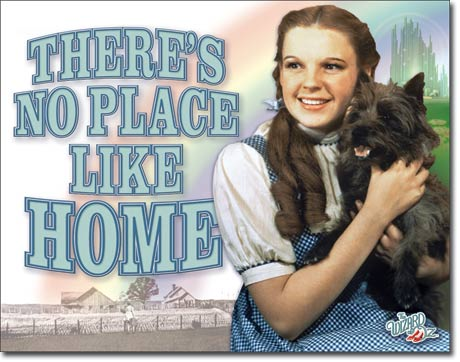 THERE'S
NO PLACE
LIKE
HOME
THE
WIZARD
OF
OZ